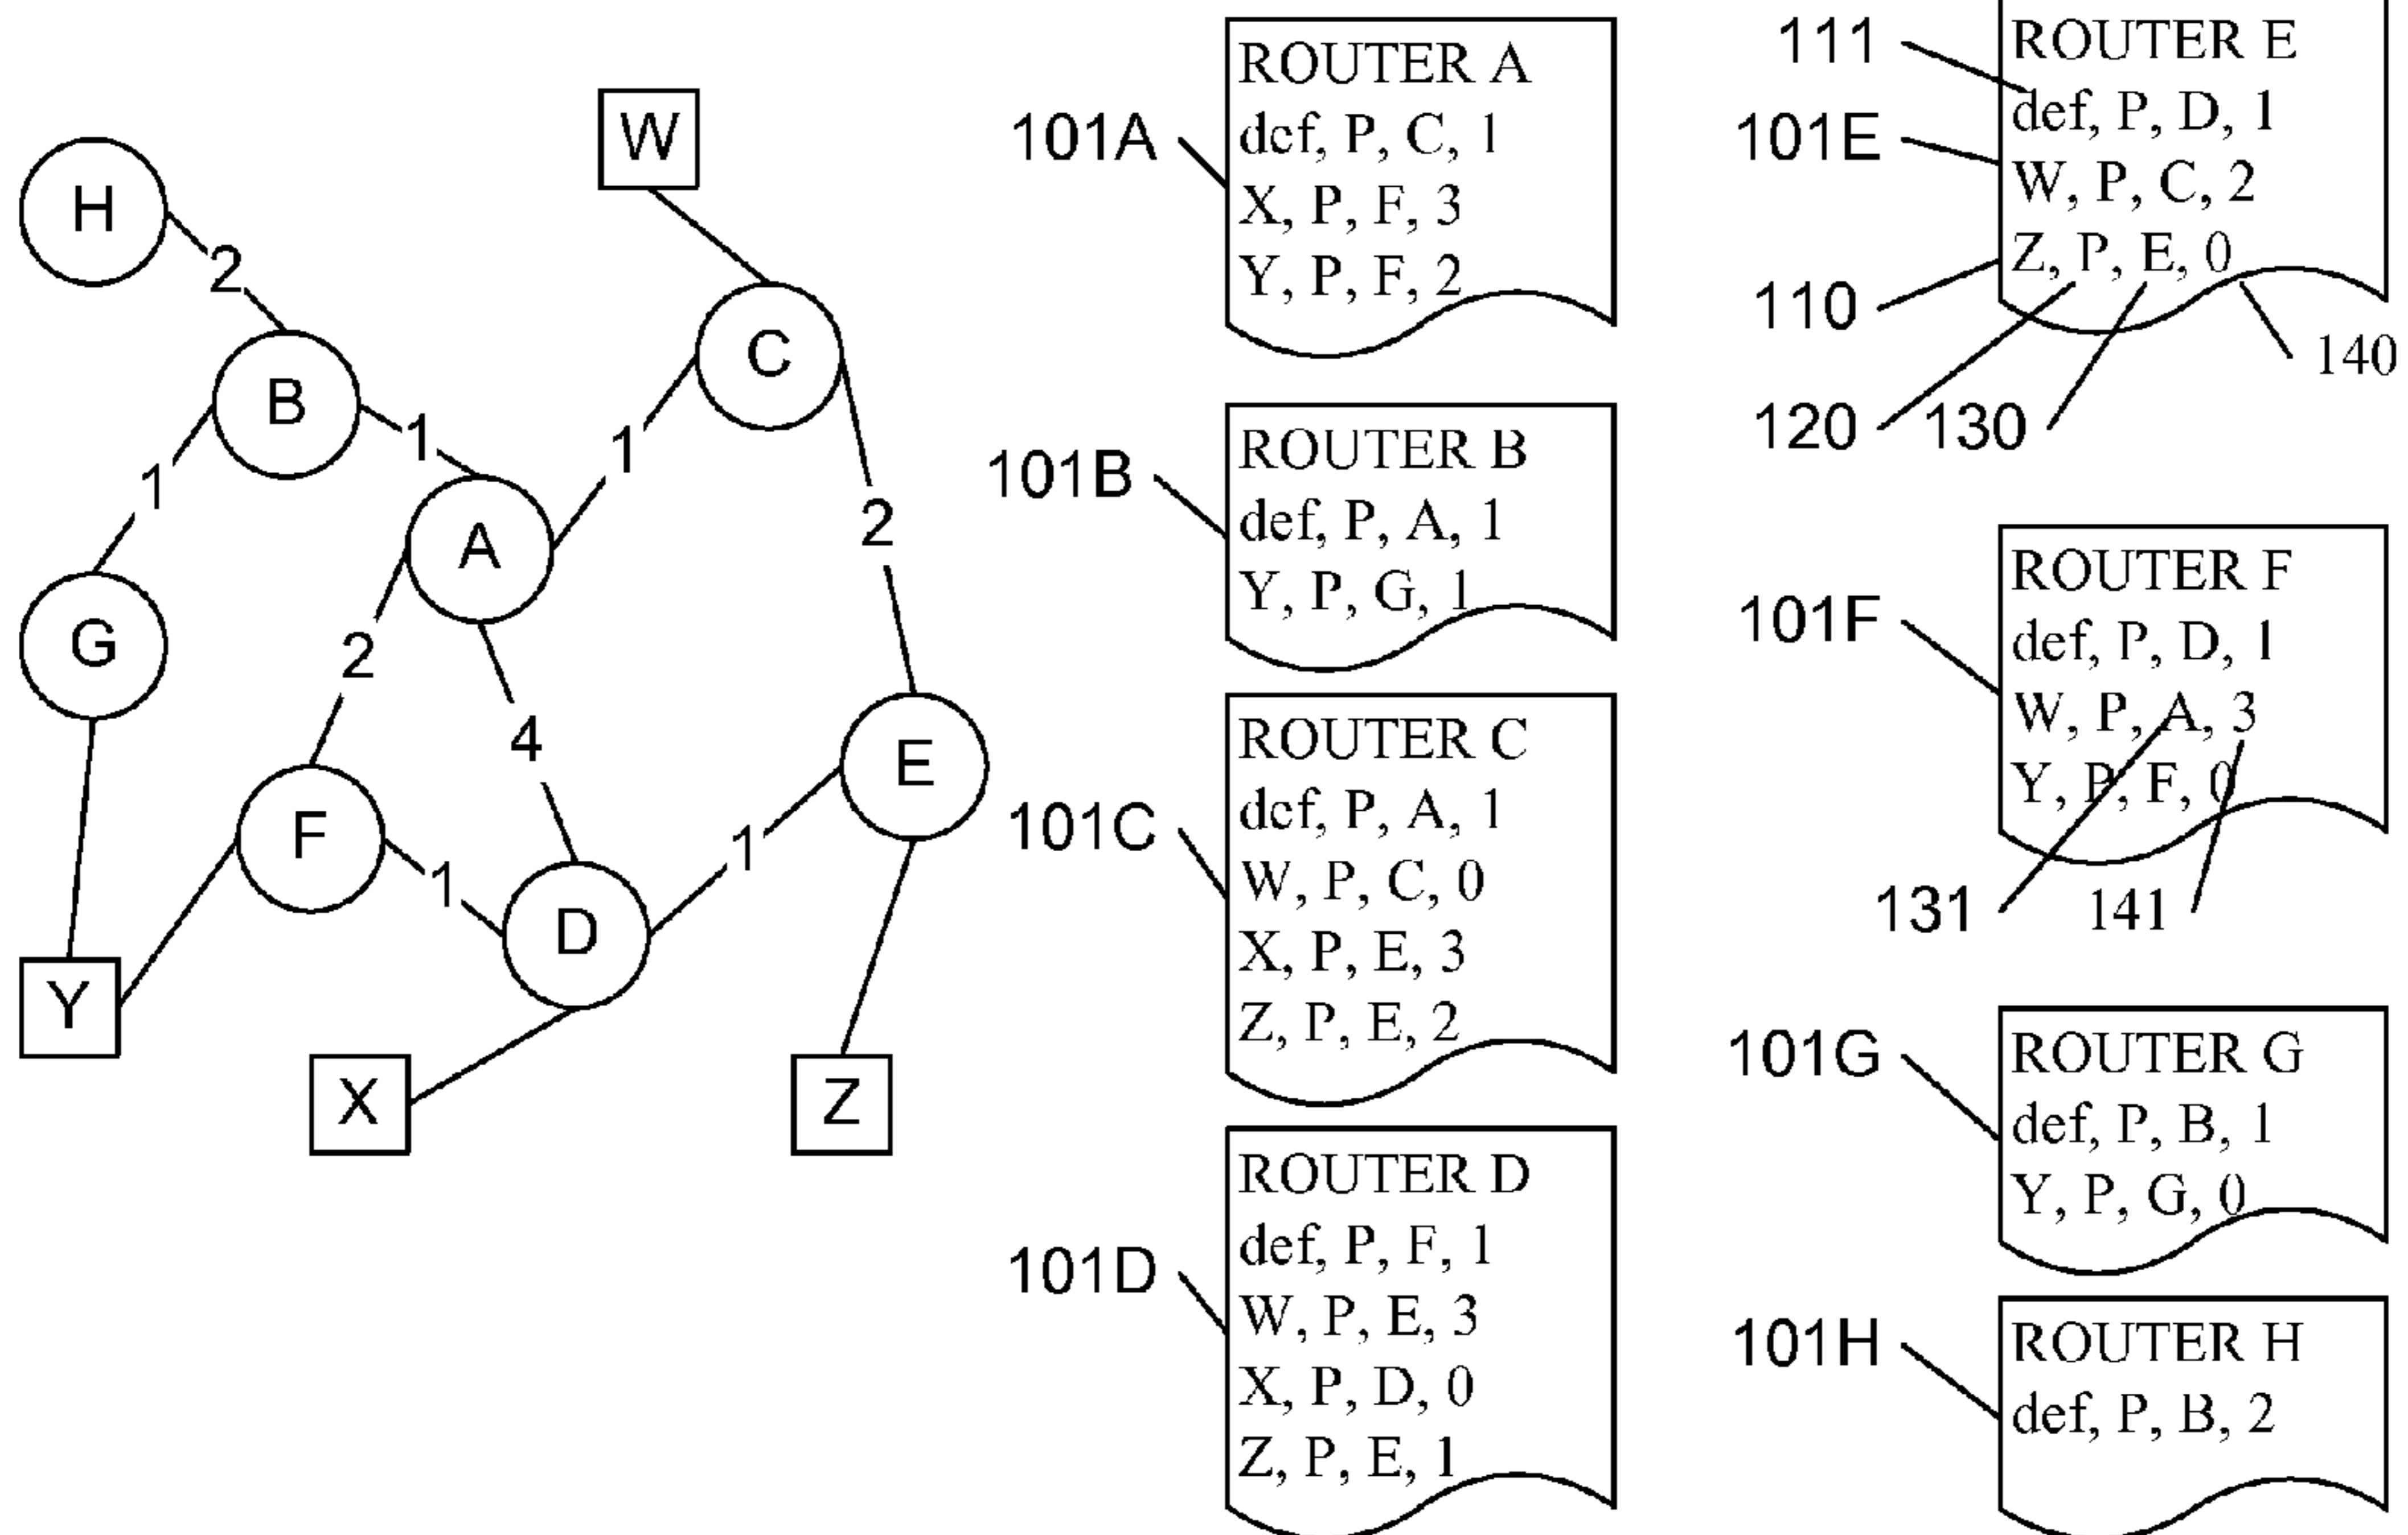 W
H
2
B
1
1
A
1
C
2
G
2
4
F
1
D
1
E
Y
X
Z
101A
ROUTER A
def, P, C, 1
X, P, F, 3
Y, P, F, 2
101B
ROUTER B
def, P, A, 1
Y, P, G, 1
101C
ROUTER C
def, P, A, 1
W, P, C, 0
X, P, E, 3
Z, P, E, 2
101D
ROUTER D
def, P, F, 1
W, P, E, 3
X, P, D, 0
Z, P, E, 1
111
101E
110
120
130
140
ROUTER E
def, P, D, 1
W, P, C, 2
Z, P, E, 0
101F
ROUTER F
def, P, D, 1
W, P, A, 3
Y, P, F, 0
131
141
101G
ROUTER G
def, P, B, 1
Y, P, G, 0
101H
ROUTER H
def, P, B, 2